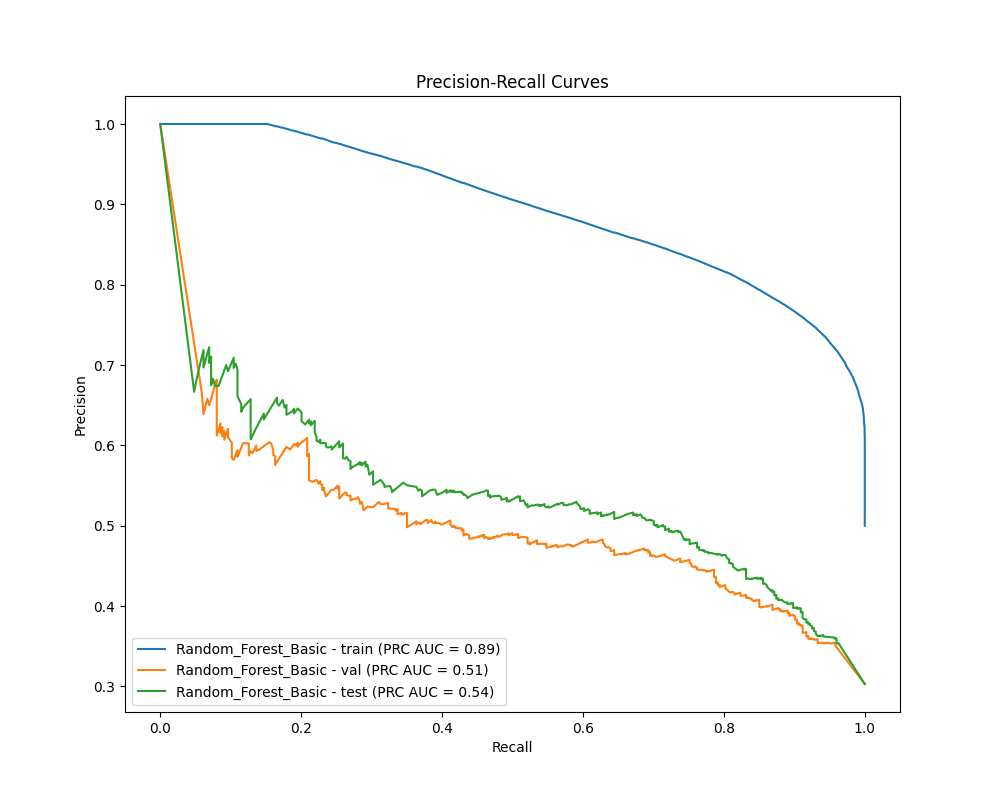 Precision-Recall Curves
1.0
0.9
0.8
0.7
0.6
0.5
0.4
0.3
Precision
Random_Forest_Basic - train (PRC AUC = 0.89)
Random_Forest_Basic - val (PRC AUC = 0.51)
Random_Forest_Basic - test (PRC AUC = 0.54)
0.0 0.2 0.4 0.6 0.8 1.0
Recall